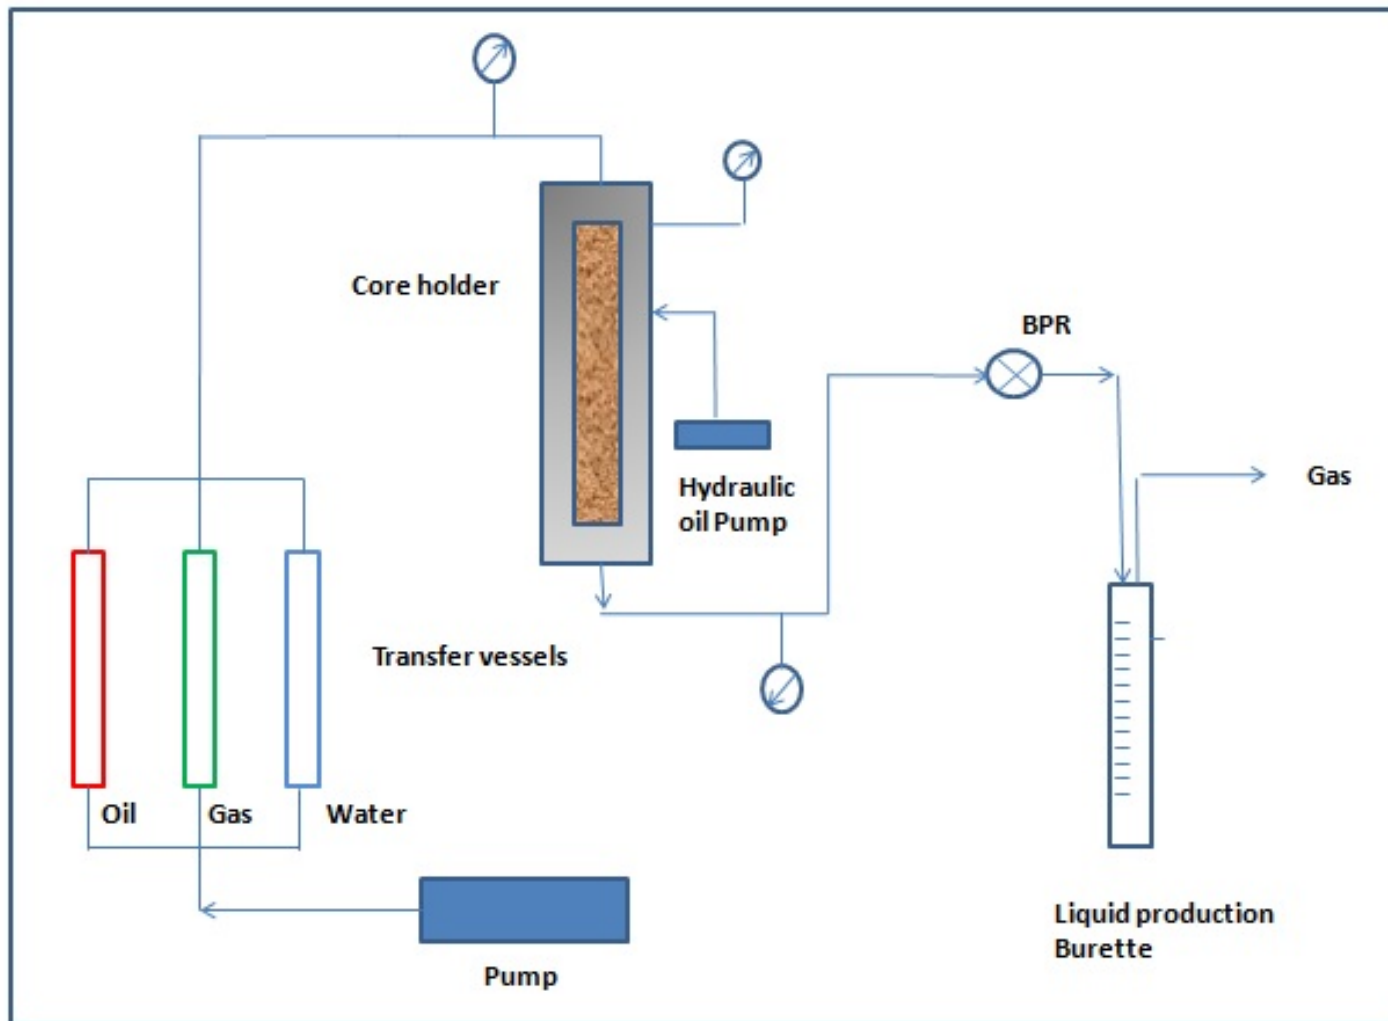 Core holder
BPR
Hydraulic
oil Pump
Gas
Transfer vessels
Oil
Gas
Water
Liquid production
Burette
Pump